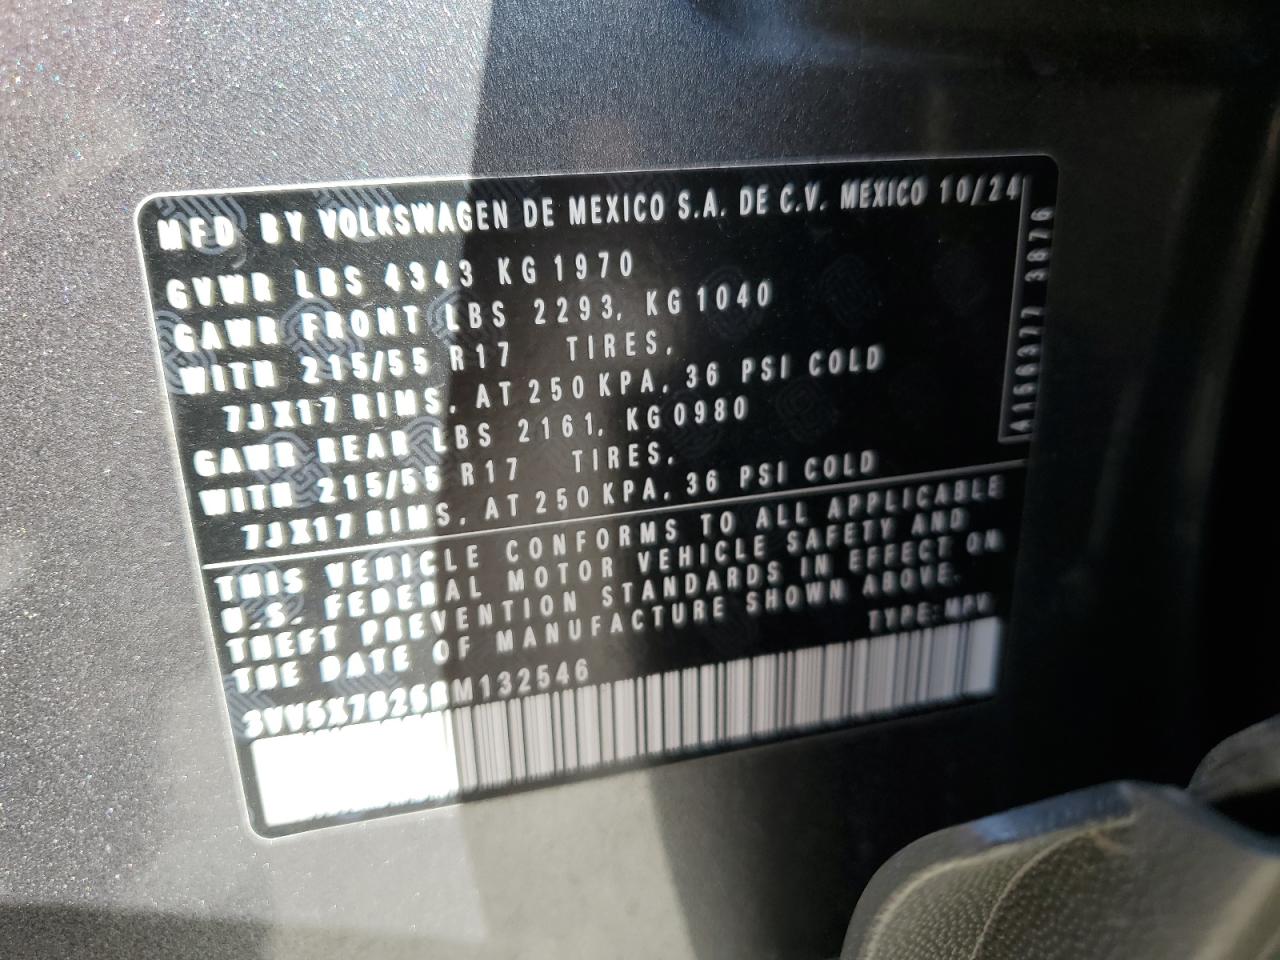 MFD BY VOLKSWAGEN DE MEXICO S.A. DE C.V. MEXICO 10/24
GVWR LBS 4343 KG 1970
GAWR FRONT LBS 2293, KG 1040
WITH 215/55 R17 TIRES,
7JX17 RIMS, AT 250 KPA, 36 PSI COLD
GAWR REAR LBS 2161, KG 0980
WITH 215/55 R17 TIRES,
7JX17 RIMS, AT 250 KPA, 36 PSI COLD
THIS VEHICLE CONFORMS TO ALL APPLICABLE
U.S. FEDERAL MOTOR VEHICLE SAFETY AND
THEFT PREVENTION STANDARDS IN EFFECT ON
THE DATE OF MANUFACTURE SHOWN ABOVE.
TYPE: MPV